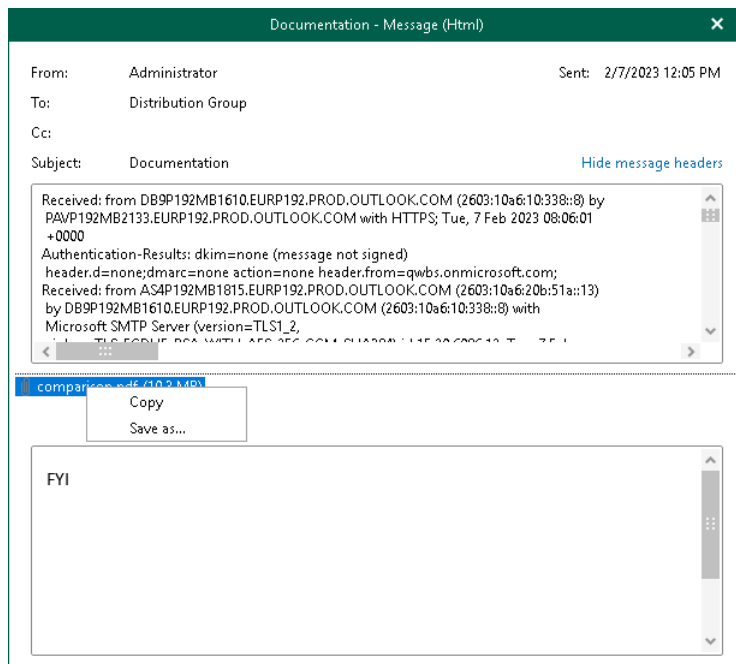 Documentation - Message (Html)
From: Administrator Sent: 2/7/2023 12:05 PM
To: Distribution Group
Cc:
Subject: Documentation Hide message headers
Received: from DB9P192MB1610.EURP192.PROD.OUTLOOK.COM (2603:10a6:10:338::8) by
PAVP192MB2133.EURP192.PROD.OUTLOOK.COM with HTTPS; Tue, 7 Feb 2023 08:06:01
+0000
Authentication-Results: dkim=none (message not signed)
header.d=none;dmarc=none action=none header.from=qwbs.onmicrosoft.com;
Received: from AS4P192MB1815.EURP192.PROD.OUTLOOK.COM (2603:10a6:20b:51a::13)
by DB9P192MB1610.EURP192.PROD.OUTLOOK.COM (2603:10a6:10:338::8) with
Microsoft SMTP Server (version=TLS1_2,
comparison.pdf (10.3 MB)
Copy
Save as...
FYI